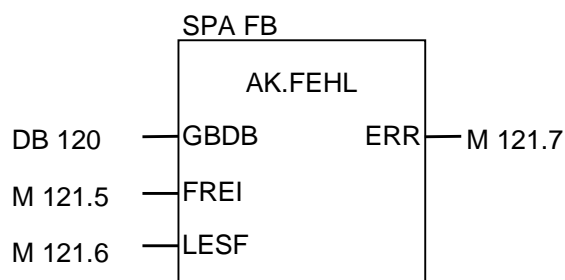 SPA FB
AK.FEHL
DB 120 GBDB ERR M 121.7
M 121.5 FREI
M 121.6 LESF